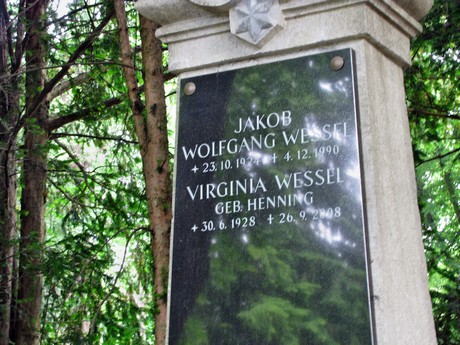 JAKOB
WOLFGANG WESSEL
+ 23. 10. 1924 ✝ 4. 12. 1990
VIRGINIA WESSEL
GEB. HENNING
+ 30. 6. 1928 ✝ 26. 9. 2008